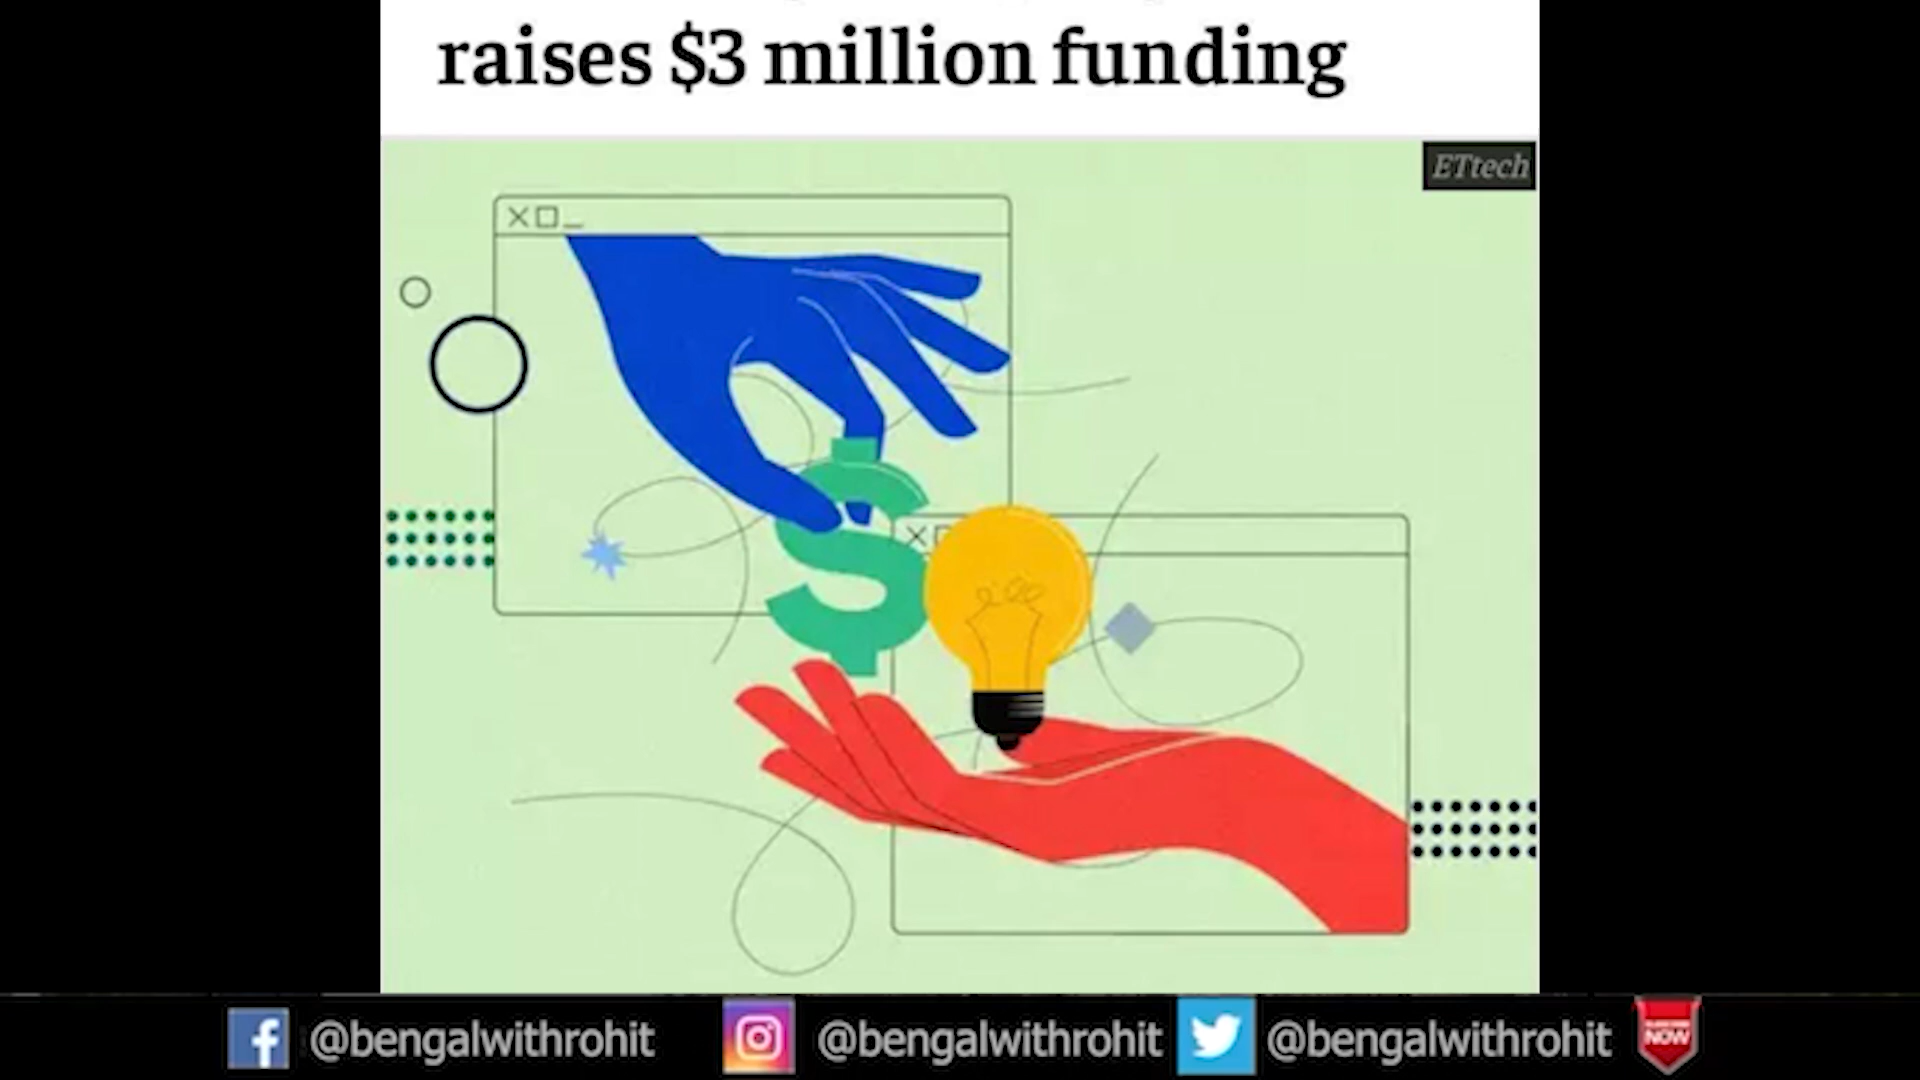 raises $3 million funding
ETtech
@bengalwithrohit
@bengalwithrohit
@bengalwithrohit
NOW